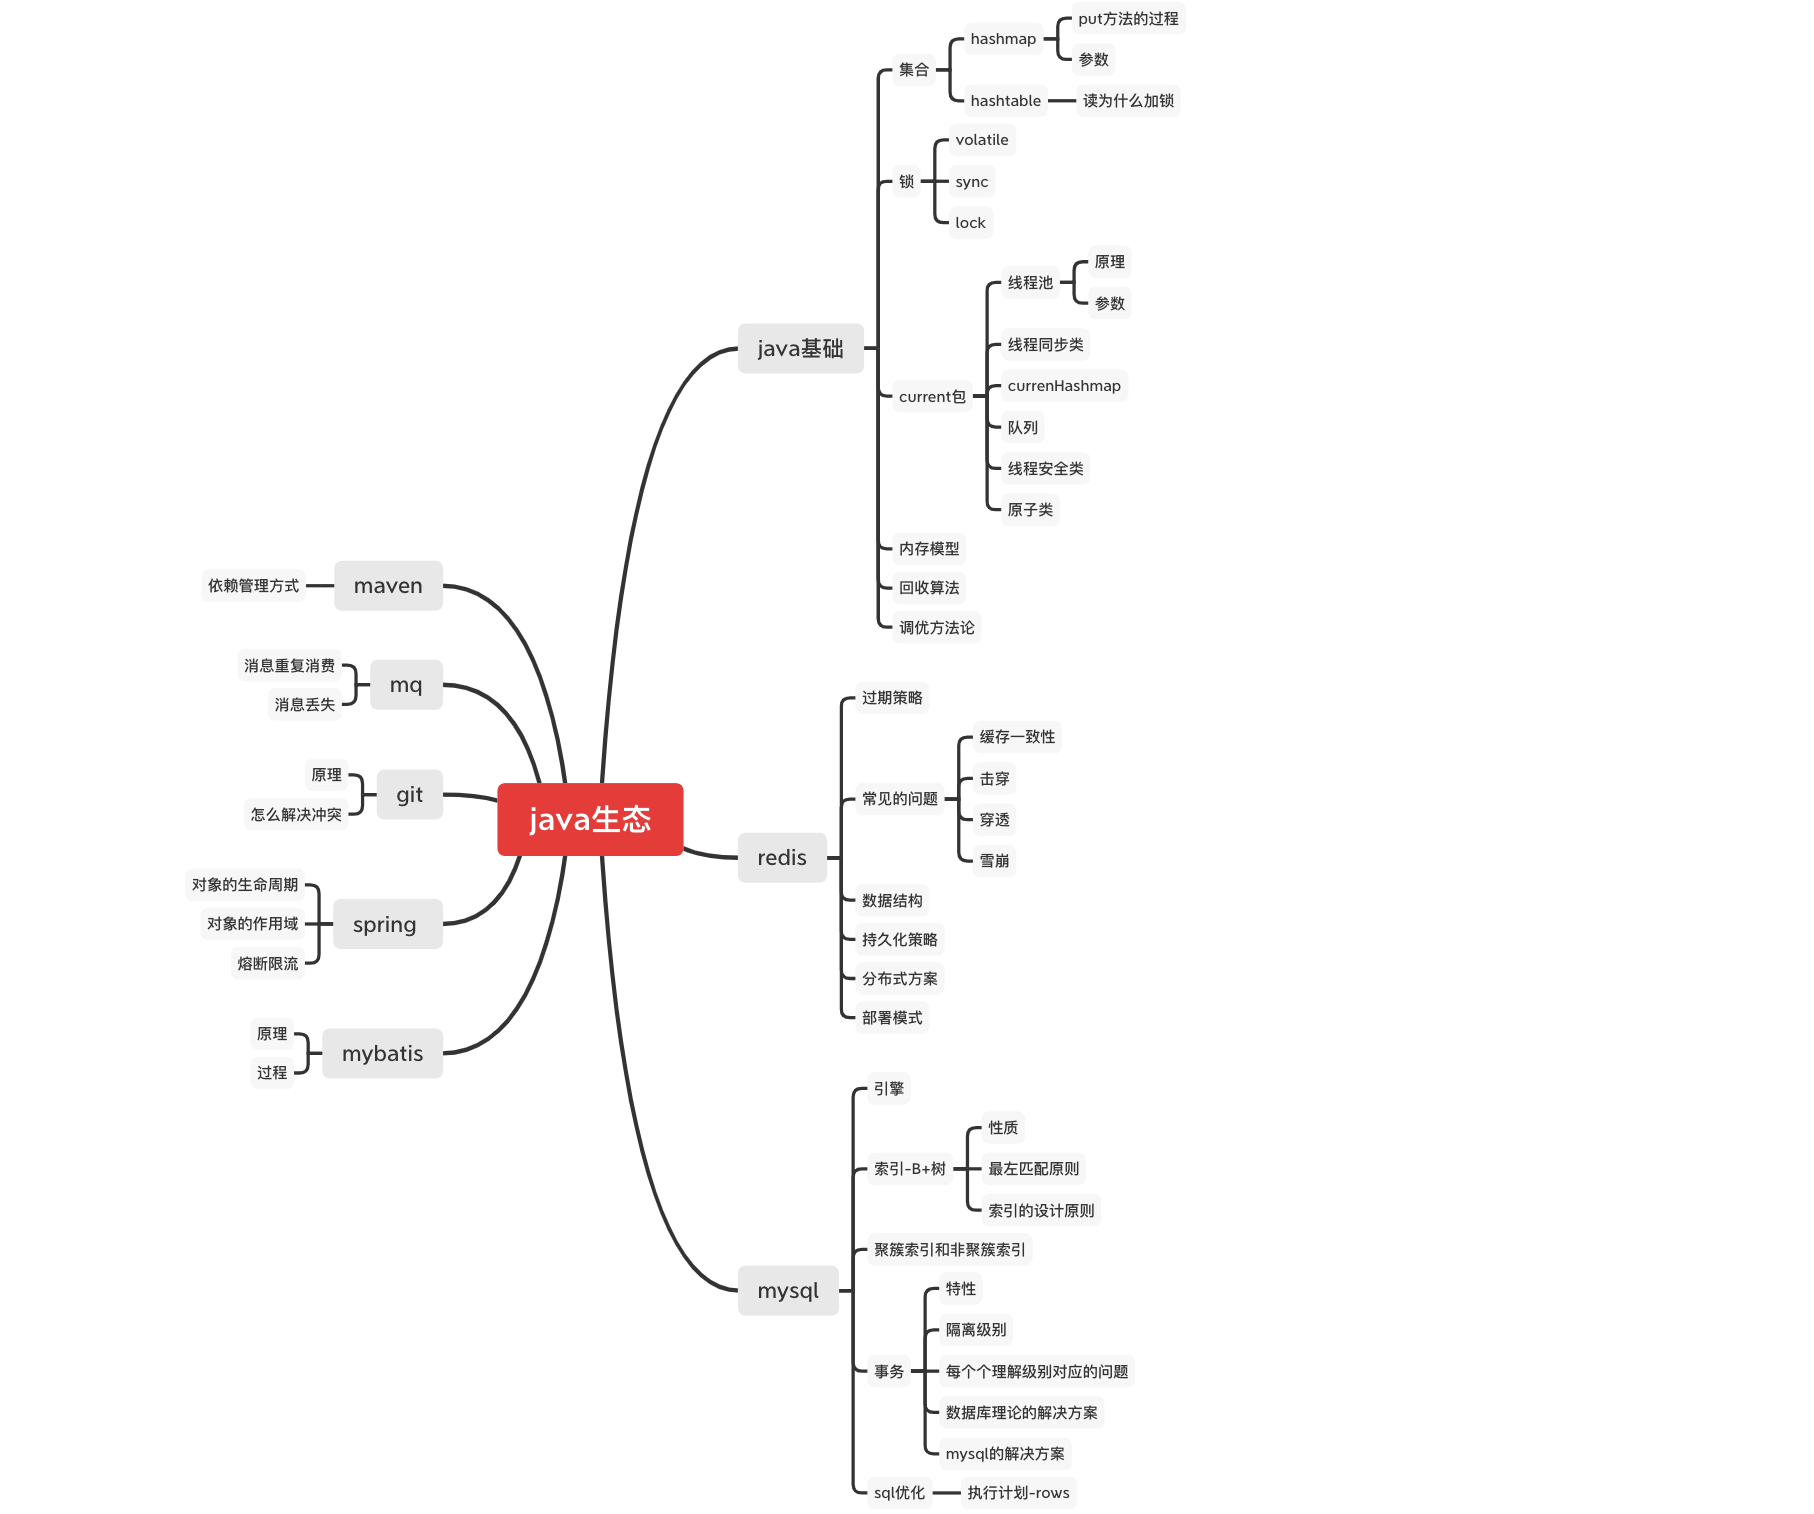 java生态
java基础
集合
hashmap
put方法的过程
参数
hashtable
读为什么加锁
锁
volatile
sync
lock
current包
线程池
原理
参数
线程同步类
currenHashmap
队列
线程安全类
原子类
内存模型
回收算法
调优方法论
redis
过期策略
常见的问题
缓存一致性
击穿
穿透
雪崩
数据结构
持久化策略
分布式方案
部署模式
mysql
引擎
索引-B+树
性质
最左匹配原则
索引的设计原则
聚簇索引和非聚簇索引
事务
特性
隔离级别
每个个理解级别对应的问题
数据库理论的解决方案
mysql的解决方案
sql优化
执行计划-rows
maven
依赖管理方式
mq
消息重复消费
消息丢失
git
原理
怎么解决冲突
spring
对象的生命周期
对象的作用域
熔断限流
mybatis
原理
过程